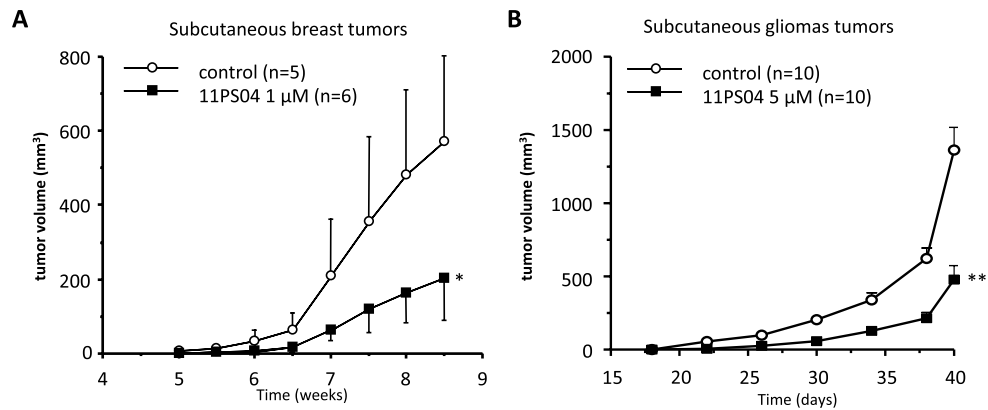 A
Subcutaneous breast tumors
800
600
400
200
0
tumor volume (mm³)
control (n=5)
11PS04 1 µM (n=6)
*
4 5 6 7 8 9
Time (weeks)
B
Subcutaneous gliomas tumors
2000
1500
1000
500
0
tumor volume (mm³)
control (n=10)
11PS04 5 µM (n=10)
**
15 20 25 30 35 40
Time (days)